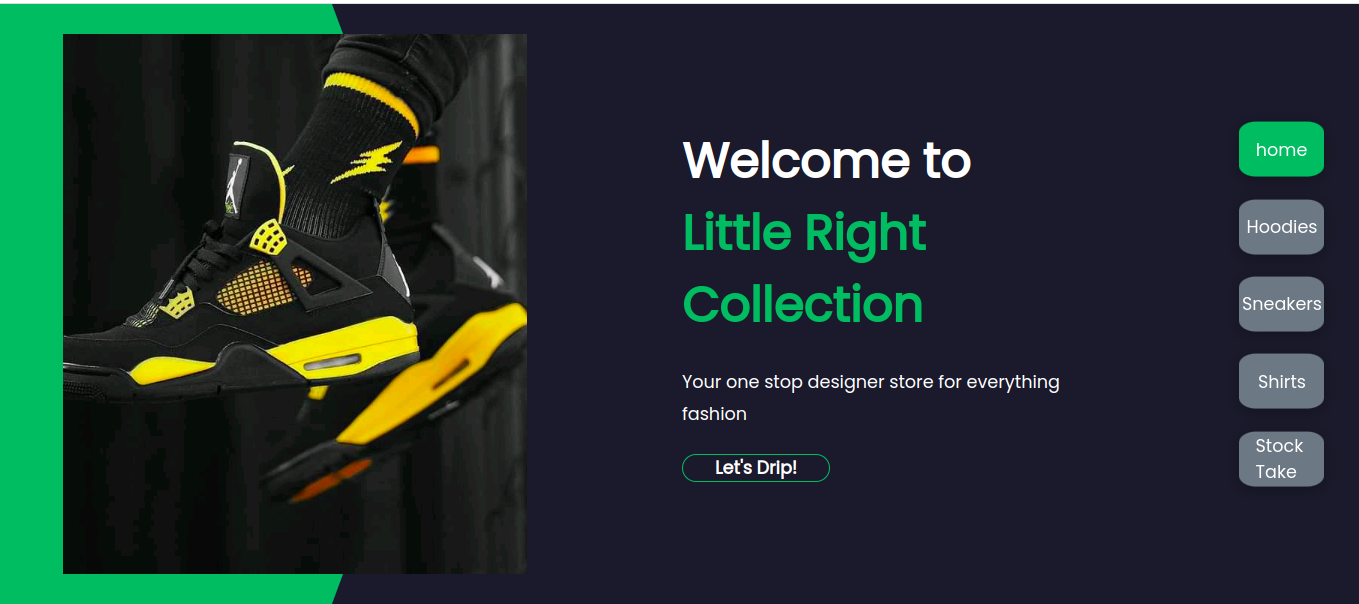 Welcome to
Little Right
Collection
Your one stop designer store for everything
fashion
Let's Drip!
home
Hoodies
Sneakers
Shirts
Stock
Take